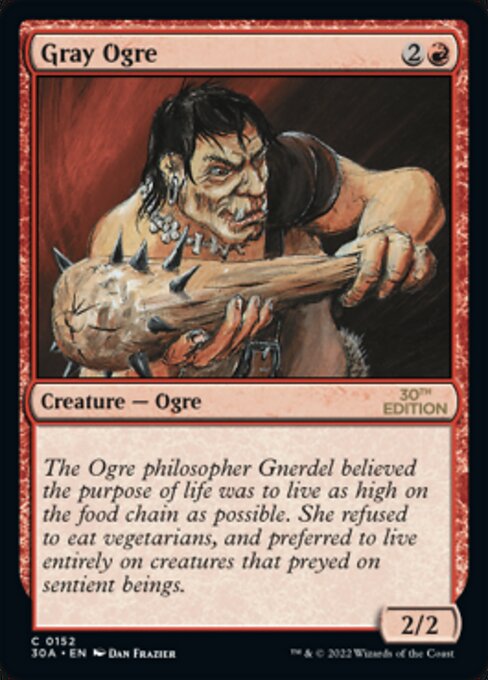 Gray Ogre 2
Creature — Ogre
30TH EDITION
The Ogre philosopher Gnerdel believed
the purpose of life was to live as high on
the food chain as possible. She refused
to eat vegetarians, and preferred to live
entirely on creatures that preyed on
sentient beings.
2/2
C 0152
30A • EN Dan Frazier
™ & © 2022 Wizards of the Coast